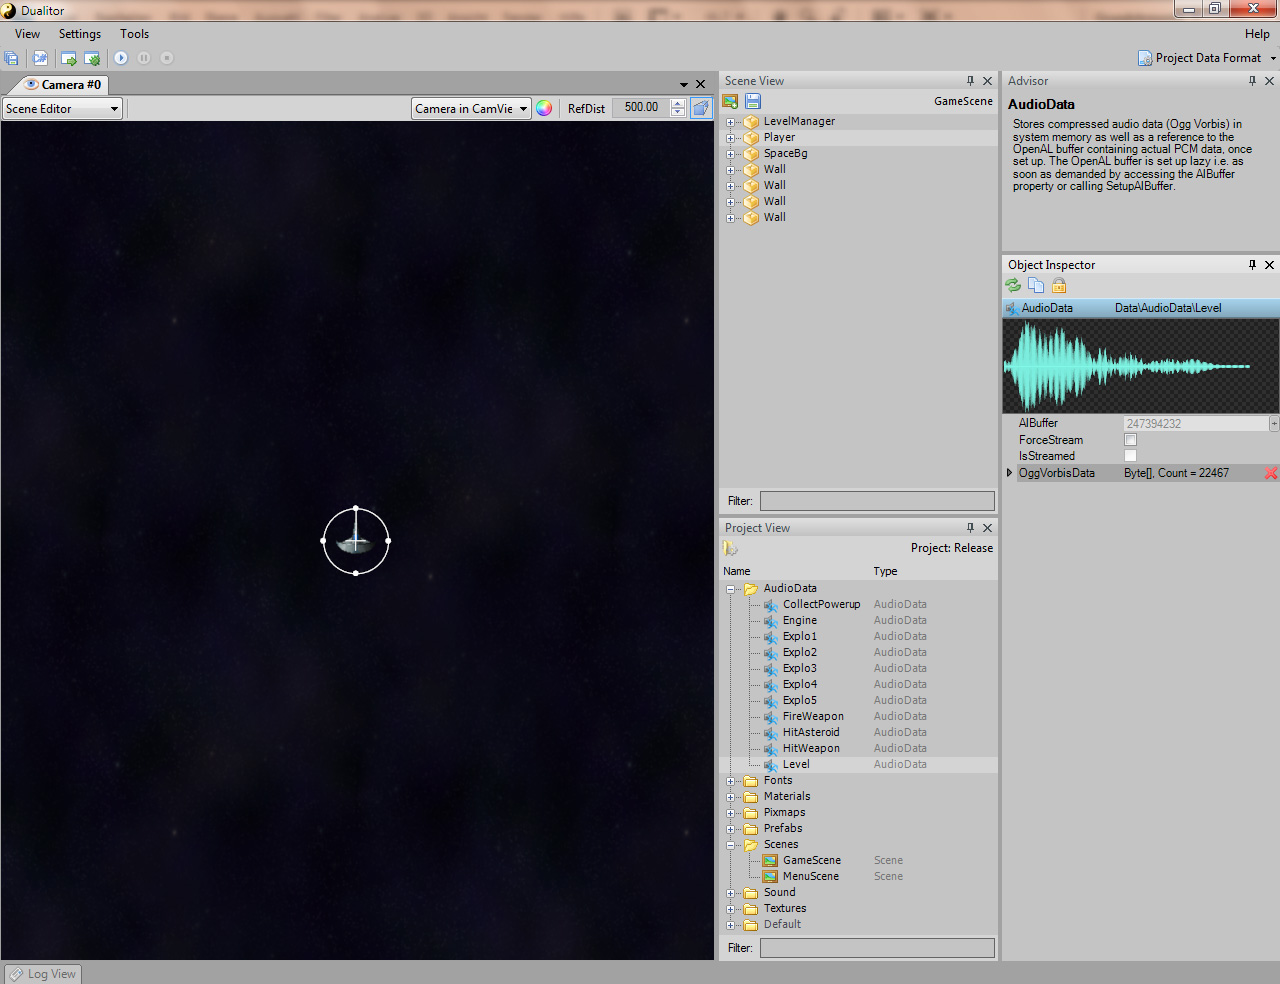 Dualitor
View Settings Tools Help
Project Data Format
Camera #0
Scene Editor
Camera in CamVie
RefDist 500.00
Scene View
GameScene
LevelManager
Player
SpaceBg
Wall
Wall
Wall
Wall
Filter:
Project View
Project: Release
Name Type
AudioData
CollectPowerup AudioData
Engine AudioData
Explo1 AudioData
Explo2 AudioData
Explo3 AudioData
Explo4 AudioData
Explo5 AudioData
FireWeapon AudioData
HitAsteroid AudioData
HitWeapon AudioData
Level AudioData
Fonts
Materials
Pixmaps
Prefabs
Scenes
GameScene Scene
MenuScene Scene
Sound
Textures
Default
Filter:
Advisor
AudioData
Stores compressed audio data (Ogg Vorbis) in
system memory as well as a reference to the
OpenAL buffer containing actual PCM data, once
set up. The OpenAL buffer is set up lazy i.e. as
soon as demanded by accessing the AlBuffer
property or calling SetupAlBuffer.
Object Inspector
AudioData Data\AudioData\Level
AlBuffer 247394232
ForceStream
IsStreamed
OggVorbisData Byte[], Count = 22467
Log View